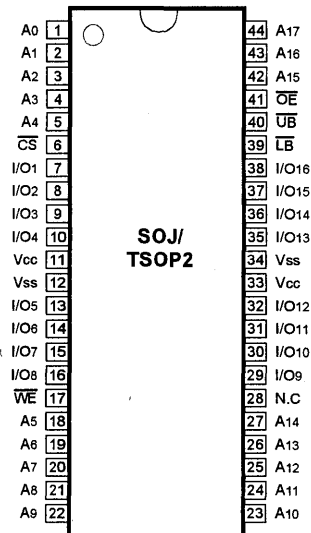 A0 1 44 A17
A1 2 43 A16
A2 3 42 A15
A3 4 41 OE
A4 5 40 UB
CS 6 39 LB
I/O1 7 38 I/O16
I/O2 8 37 I/O15
I/O3 9 36 I/O14
I/O4 10 35 I/O13
SOJ/
TSOP2
Vcc 11 34 Vss
Vss 12 33 Vcc
I/O5 13 32 I/O12
I/O6 14 31 I/O11
I/O7 15 30 I/O10
I/O8 16 29 I/O9
WE 17 28 N.C
A5 18 27 A14
A6 19 26 A13
A7 20 25 A12
A8 21 24 A11
A9 22 23 A10